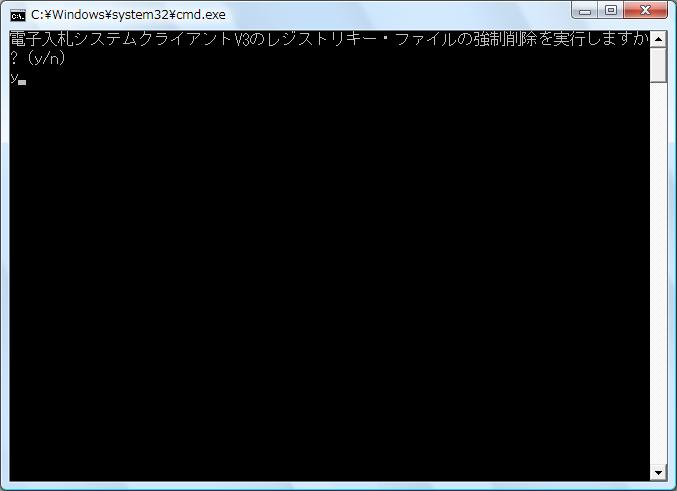 C:¥Windows¥system32¥cmd.exe
電子入札システムクライアントV3のレジストリキー・ファイルの強制削除を実行しますか
? (y/n)
y